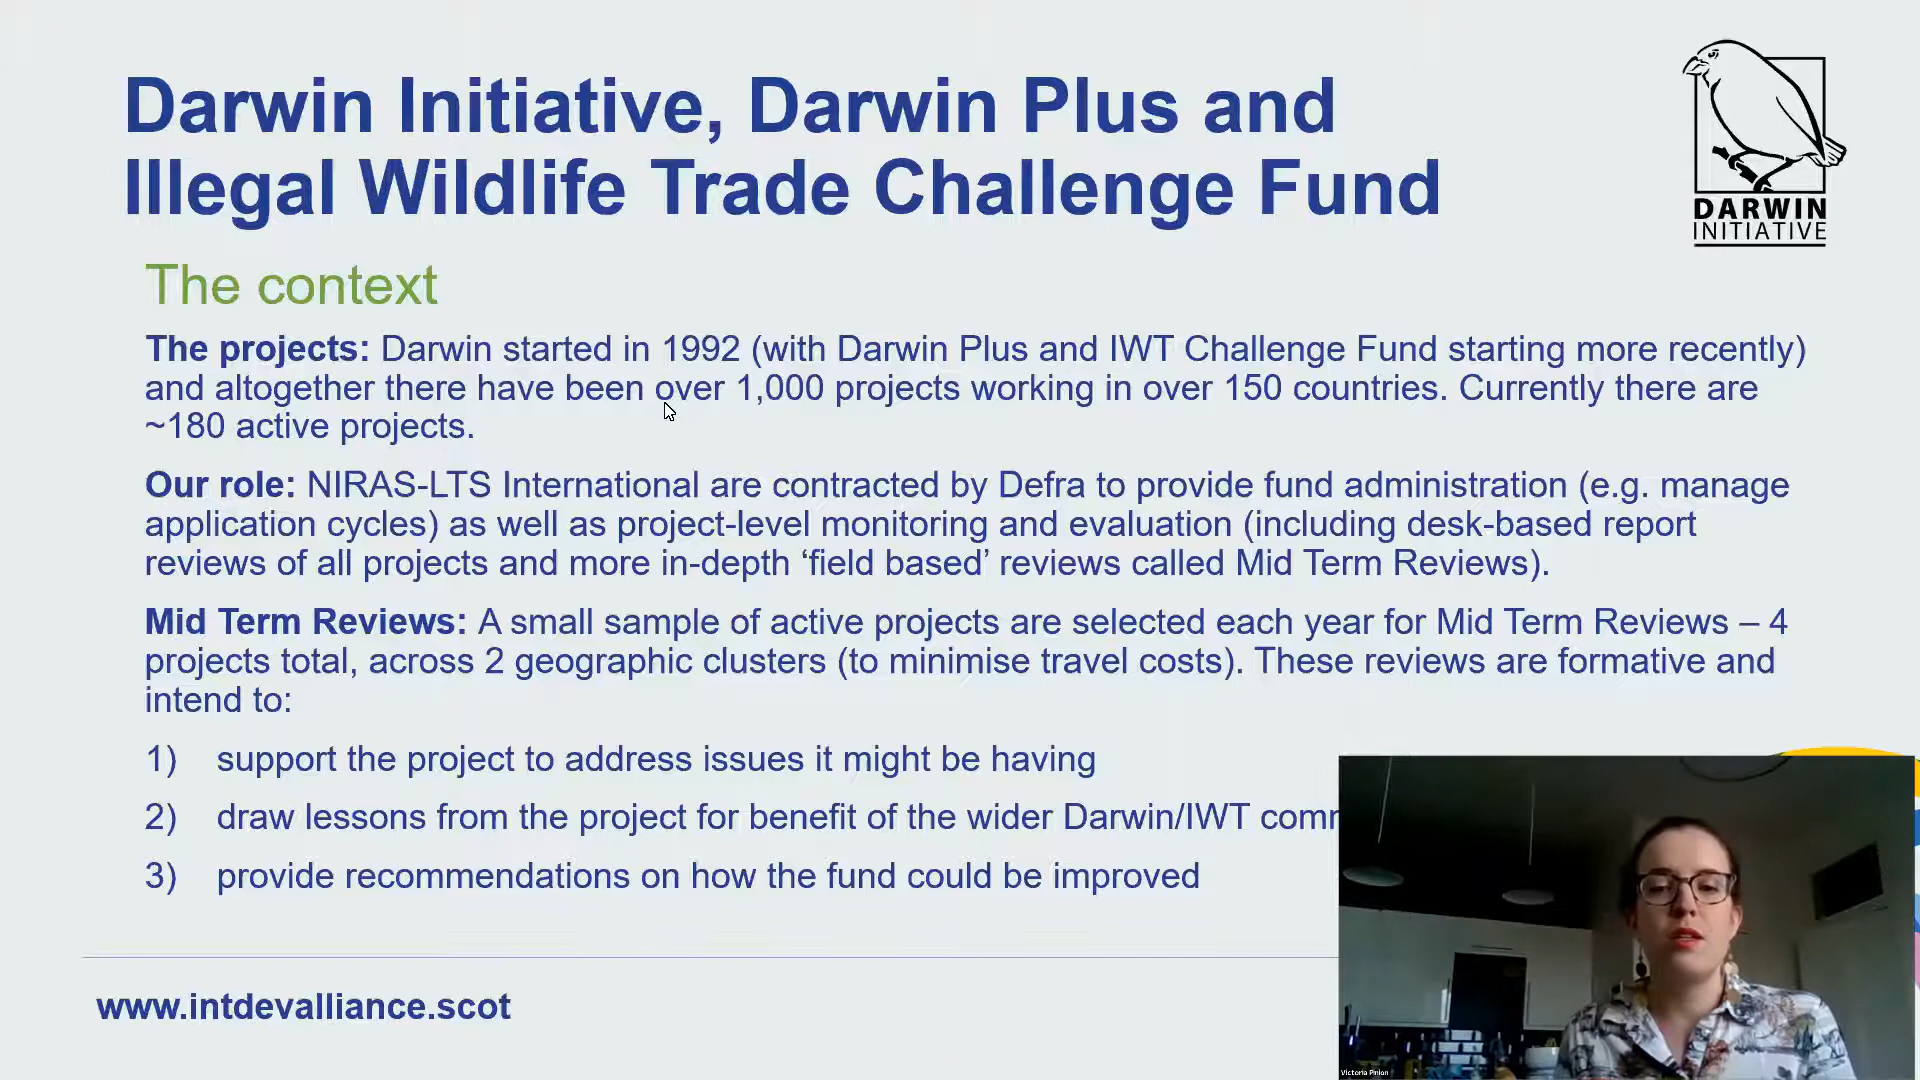 Darwin Initiative, Darwin Plus and
Illegal Wildlife Trade Challenge Fund
DARWIN
INITIATIVE
The context
The projects: Darwin started in 1992 (with Darwin Plus and IWT Challenge Fund starting more recently)
and altogether there have been over 1,000 projects working in over 150 countries. Currently there are
~180 active projects.
Our role: NIRAS-LTS International are contracted by Defra to provide fund administration (e.g. manage
application cycles) as well as project-level monitoring and evaluation (including desk-based report
reviews of all projects and more in-depth ‘field based’ reviews called Mid Term Reviews).
Mid Term Reviews: A small sample of active projects are selected each year for Mid Term Reviews – 4
projects total, across 2 geographic clusters (to minimise travel costs). These reviews are formative and
intend to:
1) support the project to address issues it might be having
2) draw lessons from the project for benefit of the wider Darwin/IWT
3) provide recommendations on how the fund could be improved
www.intdevalliance.scot
Victoria Pinion